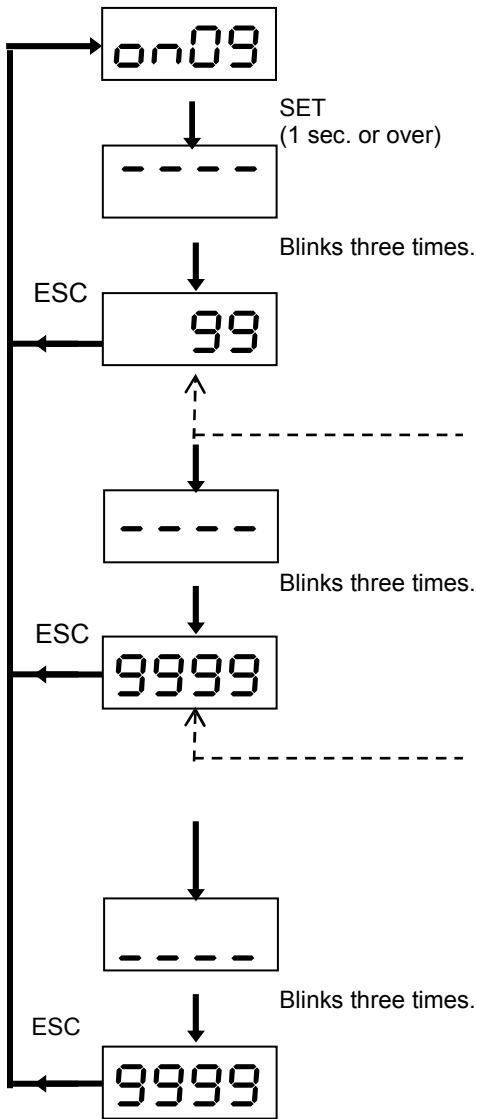 on09
SET
(1 sec. or over)
- - - -
Blinks three times.
ESC
99
- - - -
Blinks three times.
ESC
9999
- - - -
Blinks three times.
ESC
9999